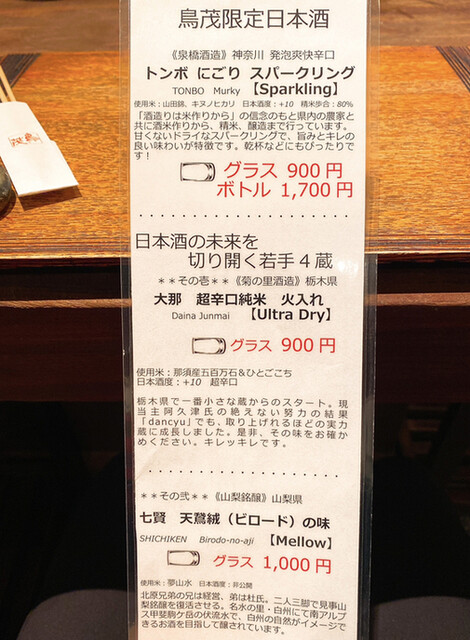 鳥茂限定日本酒
《泉橋酒造》神奈川 発泡爽快辛口
トンボ にごり スパークリング
TONBO Murky 【Sparkling】
使用米：山田錦、キヌノヒカリ 日本酒度：+10 精米歩合：80%
「酒造りは米作りから」の信念のもと県内の農家と
共に酒米作りから、精米、醸造まで行っています。
甘くないドライなスパークリングで、旨みとキレの
良い味わいが特徴です。乾杯などにもぴったりで
す！
グラス 900円
ボトル 1,700円
日本酒の未来を
切り開く若手４蔵
＊＊その壱＊＊《菊の里酒造》栃木県
大那 超辛口純米 火入れ
Daina Junmai 【Ultra Dry】
グラス 900円
使用米：那須産五百万石＆ひとごこち
日本酒度：+10 超辛口
栃木県で一番小さな蔵からのスタート。現
当主阿久津氏の絶えない努力の結果
「dancyu」でも、取り上げれるほどの実力
蔵に成長しました。是非、その味をお確か
めください。キレッキレです。
＊＊その弐＊＊《山梨銘醸》山梨県
七賢 天鵞絨（ビロード）の味
SHICHIKEN Birodo-no-aji 【Mellow】
グラス 1,000円
使用米：夢山水 日本酒度：非公開
北原兄弟の兄は経営、弟は杜氏。二人三脚で見事山
梨銘醸を復活させる。名水の里・白州にて南アルプ
ス甲斐駒ケ岳の伏流水で、白州の自然がイメージで
きるお酒を目指して醸されています。